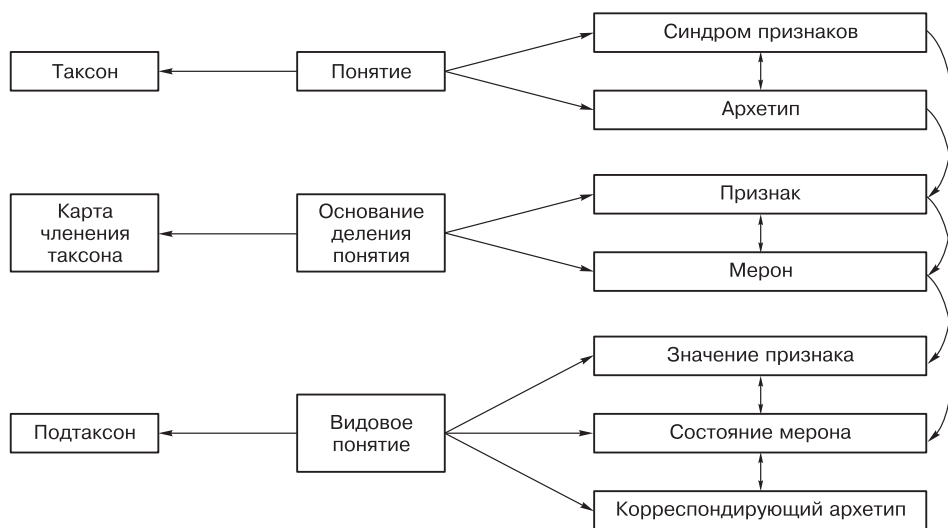 Таксон
Понятие
Синдром признаков
Архетип
Карта
членения
таксона
Основание
деления
понятия
Признак
Мерон
Подтаксон
Видовое
понятие
Значение признака
Состояние мерона
Корреспондирующий архетип